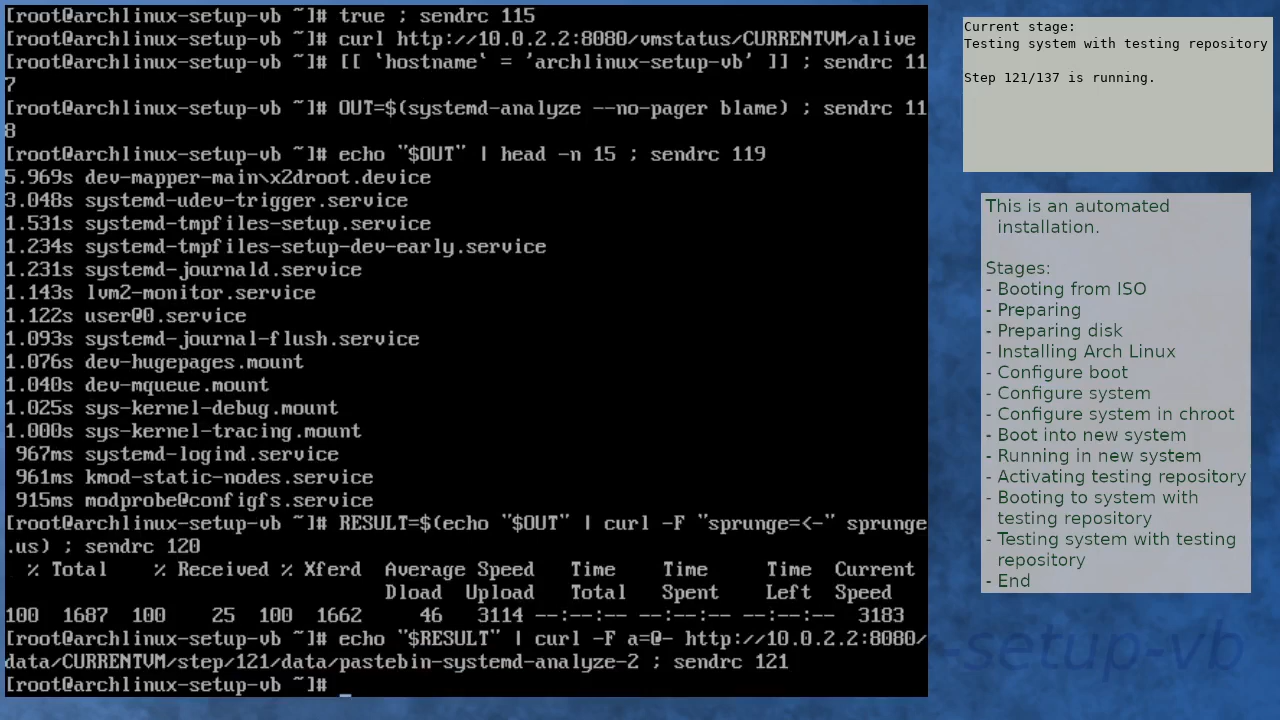 [root@archlinux-setup-vb ~]# true ; sendrc 115
[root@archlinux-setup-vb ~]# curl http://10.0.2.2:8080/vmstatus/CURRENTVM/alive
[root@archlinux-setup-vb ~]# [[ `hostname` = 'archlinux-setup-vb' ]] ; sendrc 11
7
[root@archlinux-setup-vb ~]# OUT=$(systemd-analyze --no-pager blame) ; sendrc 11
8
[root@archlinux-setup-vb ~]# echo "$OUT" | head -n 15 ; sendrc 119
5.969s dev-mapper-main\x2droot.device
3.048s systemd-udev-trigger.service
1.531s systemd-tmpfiles-setup.service
1.234s systemd-tmpfiles-setup-dev-early.service
1.231s systemd-journald.service
1.143s lvm2-monitor.service
1.122s user@0.service
1.093s systemd-journal-flush.service
1.076s dev-hugepages.mount
1.040s dev-mqueue.mount
1.025s sys-kernel-debug.mount
1.000s sys-kernel-tracing.mount
 967ms systemd-logind.service
 961ms kmod-static-nodes.service
 915ms modprobe@configfs.service
[root@archlinux-setup-vb ~]# RESULT=$(echo "$OUT" | curl -F "sprunge=<-" sprunge
.us) ; sendrc 120
  % Total    % Received % Xferd  Average Speed   Time    Time     Time  Current
                                 Dload  Upload   Total   Spent    Left  Speed
100  1687  100    25  100  1662     46   3114 --:--:-- --:--:-- --:--:--  3183
[root@archlinux-setup-vb ~]# echo "$RESULT" | curl -F a=@- http://10.0.2.2:8080/
data/CURRENTVM/step/121/data/pastebin-systemd-analyze-2 ; sendrc 121
[root@archlinux-setup-vb ~]# _
Current stage:
Testing system with testing repository
Step 121/137 is running.
This is an automated
installation.
Stages:
- Booting from ISO
- Preparing
- Preparing disk
- Installing Arch Linux
- Configure boot
- Configure system
- Configure system in chroot
- Boot into new system
- Running in new system
- Activating testing repository
- Booting to system with
testing repository
- Testing system with testing
repository
- End
-setup-vb